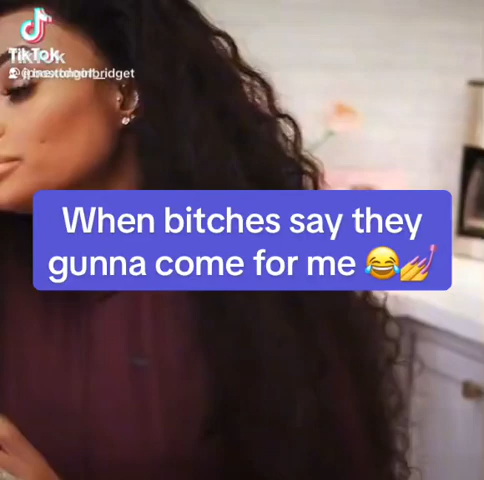 TikTok
When bitches say they
gunna come for me 😂💅